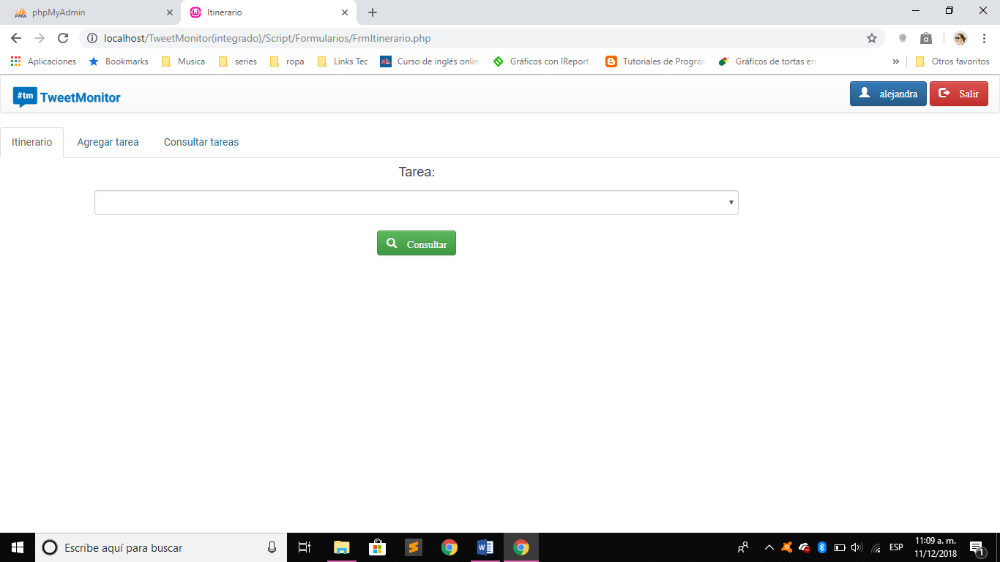 phpMyAdmin
Itinerario
localhost/TweetMonitor(integrado)/Script/Formularios/FrmItinerario.php
Aplicaciones
Bookmarks
Musica
series
ropa
Links Tec
Curso de inglés onlin
Gráficos con IReport
Tutoriales de Program
Gráficos de tortas en
»
Otros favoritos
#tm TweetMonitor
alejandra
Salir
Itinerario
Agregar tarea
Consultar tareas
Tarea:
Consultar
Escribe aquí para buscar
ESP
11:09 a. m.
11/12/2018
1